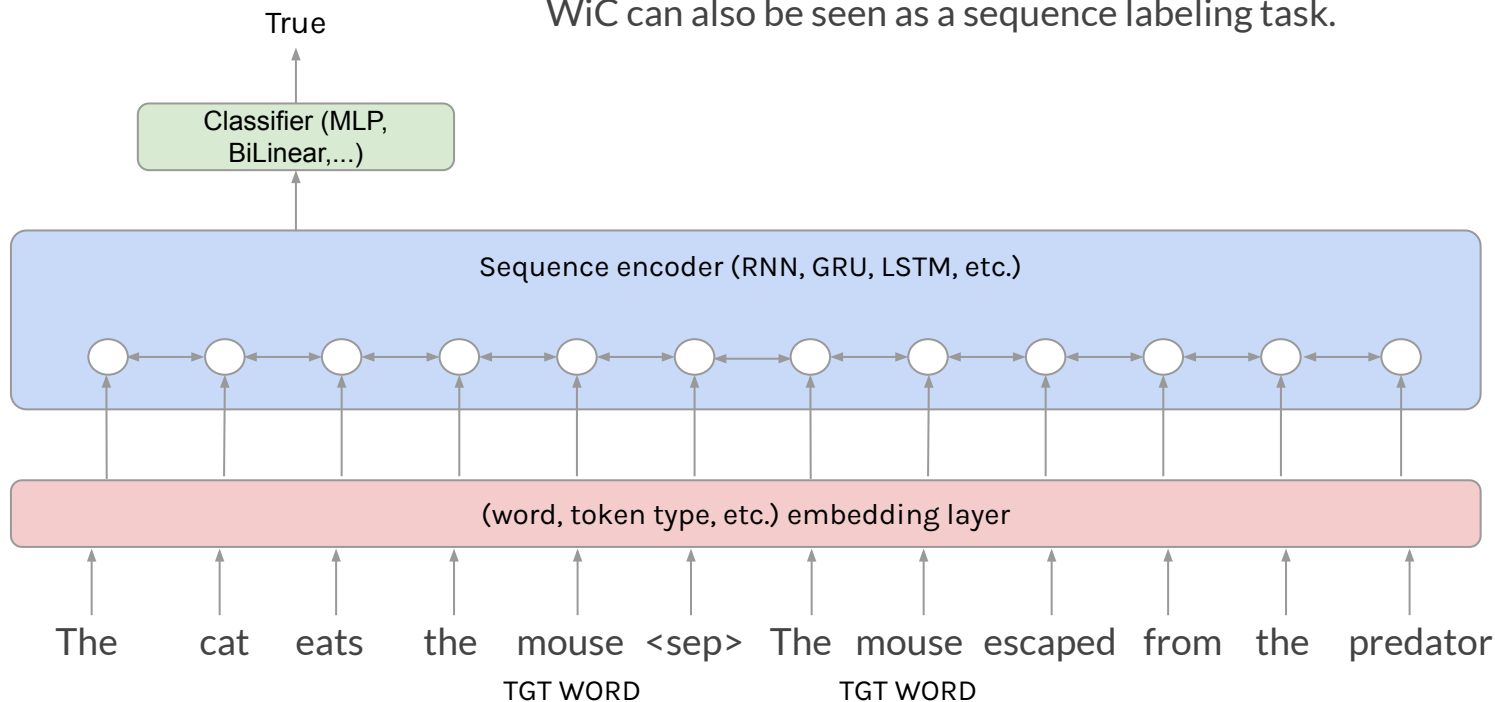 WiC can also be seen as a sequence labeling task.
True
Classifier (MLP,
BiLinear,...)
Sequence encoder (RNN, GRU, LSTM, etc.)
(word, token type, etc.) embedding layer
The cat eats the mouse <sep> The mouse escaped from the predator
TGT WORD TGT WORD